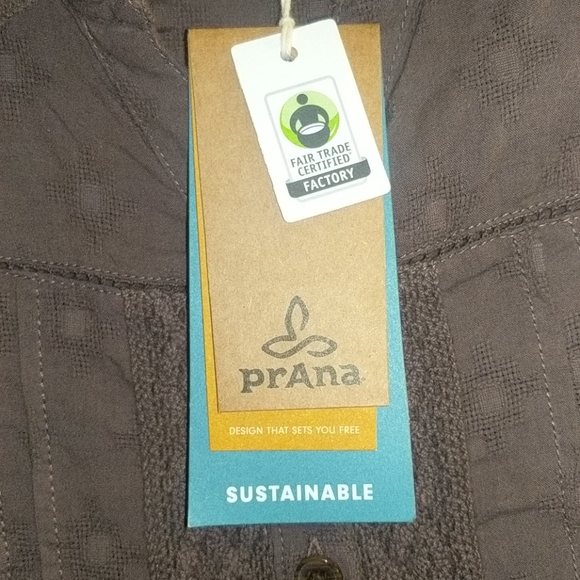 FAIR TRADE
CERTIFIED
FACTORY
prAna
DESIGN THAT SETS YOU FREE
SUSTAINABLE